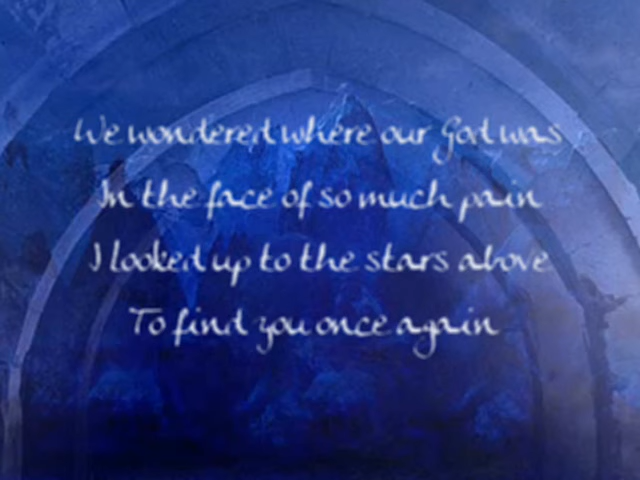 We wondered where our God was
In the face of so much pain
I looked up to the stars above
To find you once again